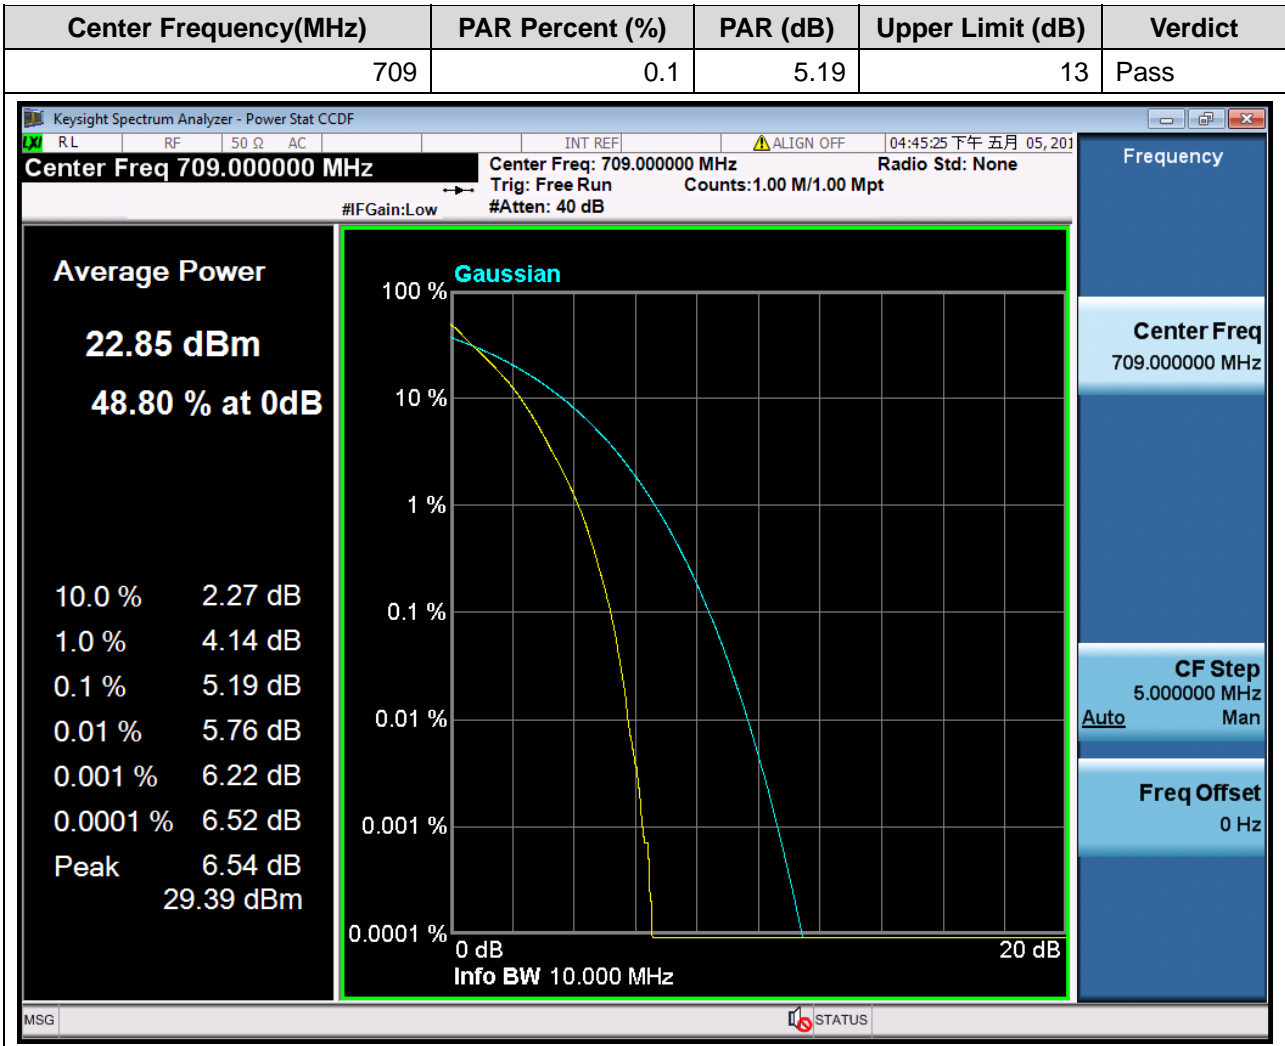 Center Frequency(MHz) PAR Percent (%) PAR (dB) Upper Limit (dB) Verdict
709 0.1 5.19 13 Pass
Keysight Spectrum Analyzer - Power Stat CCDF
LXI RL RF 50 Ω AC INT REF ALIGN OFF 04:45:25 下午 五月 05, 201
Center Freq 709.000000 MHz
Center Freq: 709.000000 MHz Radio Std: None
Trig: Free Run Counts:1.00 M/1.00 Mpt
#IFGain:Low #Atten: 40 dB
Average Power
22.85 dBm
48.80 % at 0dB
10.0 % 2.27 dB
1.0 % 4.14 dB
0.1 % 5.19 dB
0.01 % 5.76 dB
0.001 % 6.22 dB
0.0001 % 6.52 dB
Peak 6.54 dB
29.39 dBm
Gaussian
100 %
10 %
1 %
0.1 %
0.01 %
0.001 %
0.0001 %
0 dB 20 dB
Info BW 10.000 MHz
Frequency
Center Freq
709.000000 MHz
CF Step
5.000000 MHz
Auto Man
Freq Offset
0 Hz
MSG STATUS